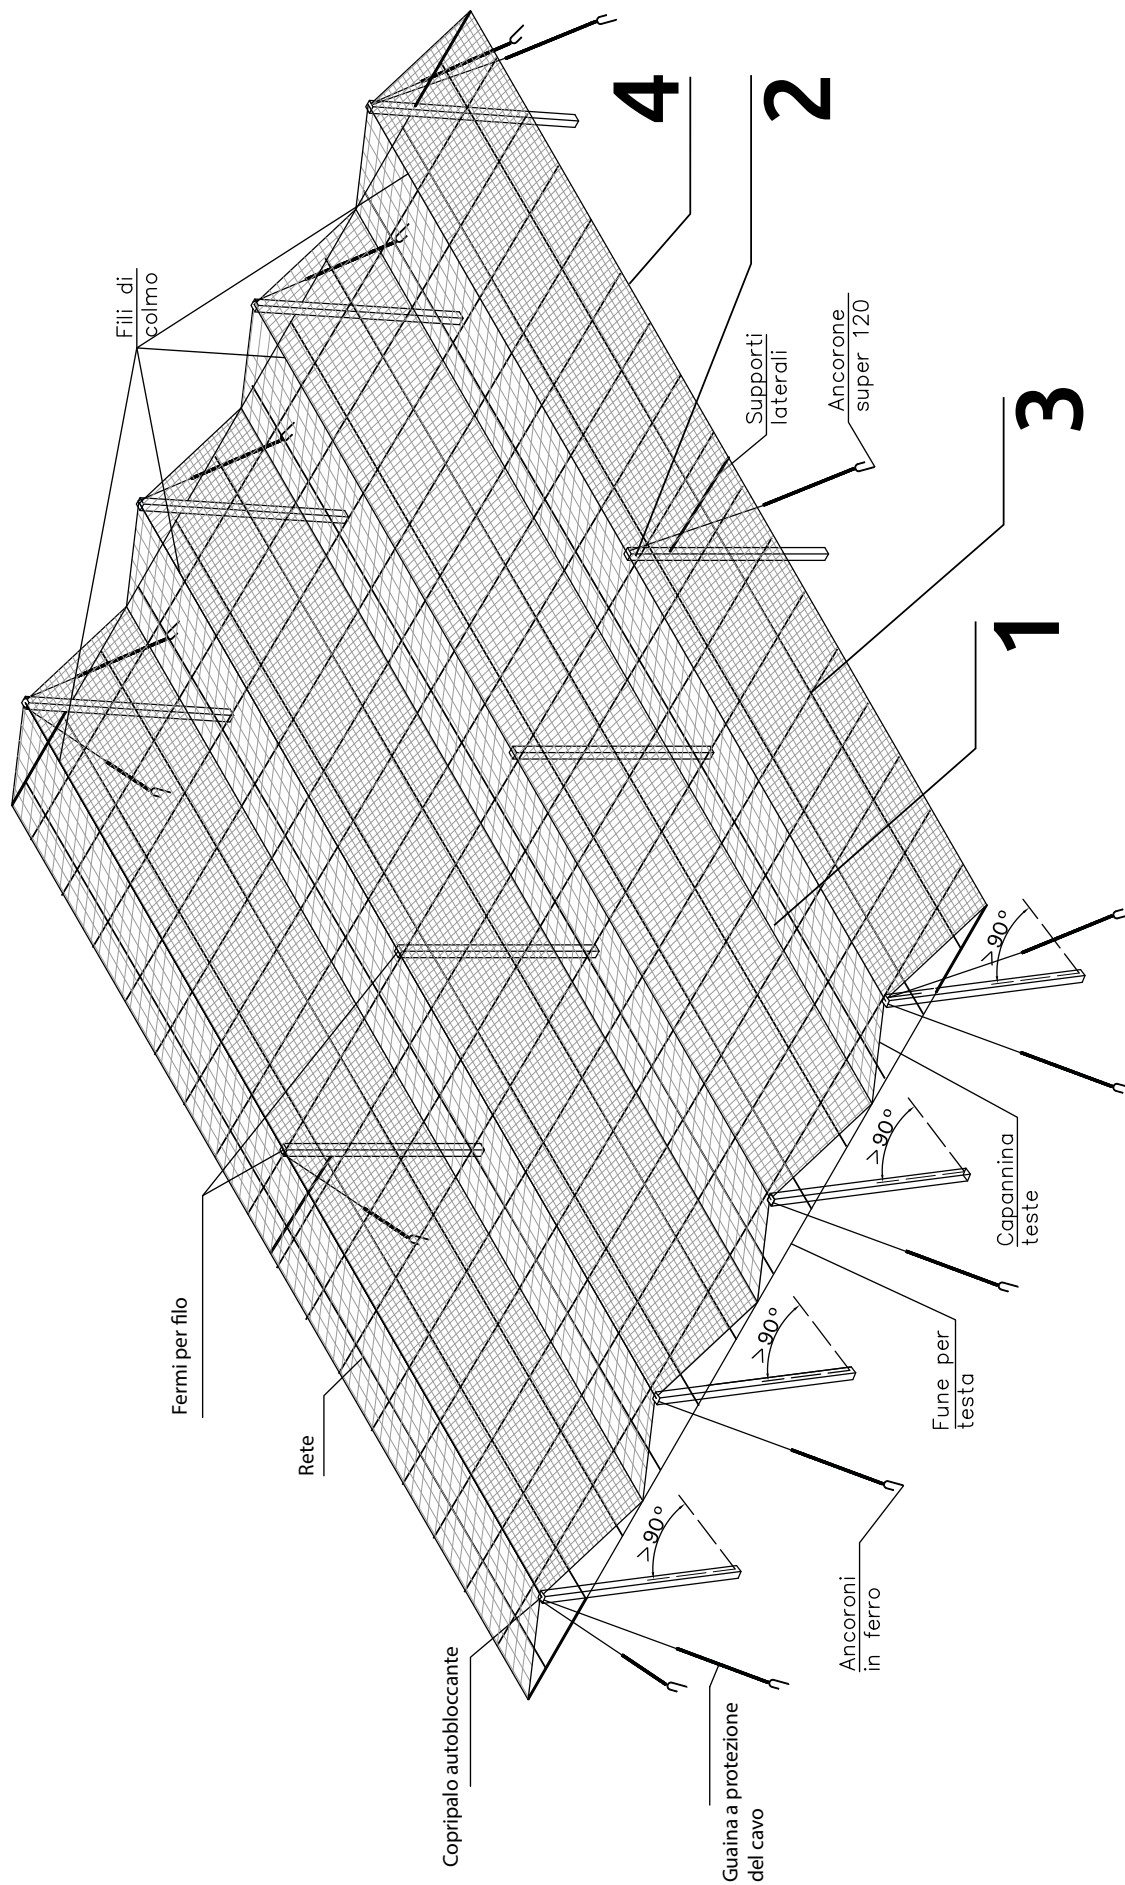 Fili di
colmo
4
2
Supporti
laterali
Ancorone
super 120
3
1
Fermi per filo
Rete
>90°
>90°
>90°
>90°
Capannina
teste
Fune per
testa
Ancoroni
in ferro
Copripalo autobloccante
Guaina a protezione
del cavo